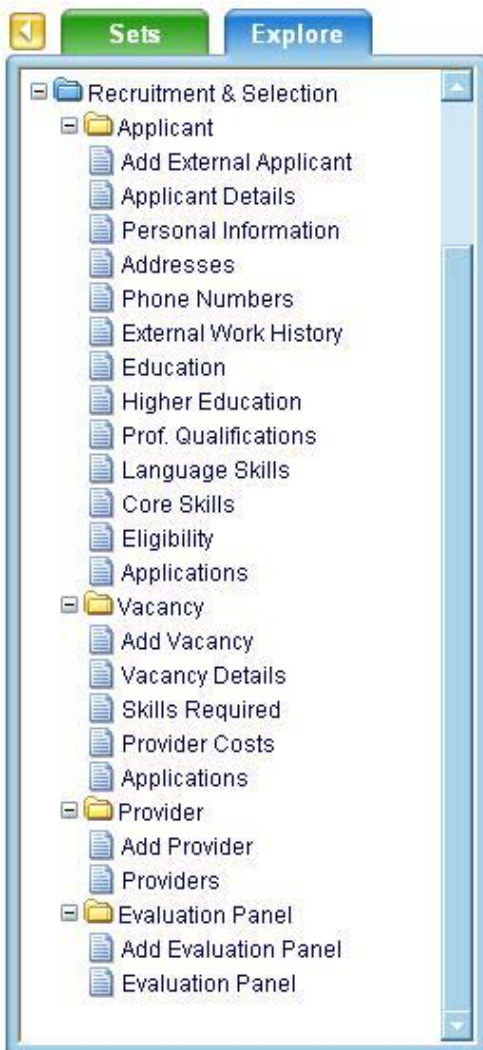 Sets Explore
Recruitment & Selection
Applicant
Add External Applicant
Applicant Details
Personal Information
Addresses
Phone Numbers
External Work History
Education
Higher Education
Prof. Qualifications
Language Skills
Core Skills
Eligibility
Applications
Vacancy
Add Vacancy
Vacancy Details
Skills Required
Provider Costs
Applications
Provider
Add Provider
Providers
Evaluation Panel
Add Evaluation Panel
Evaluation Panel